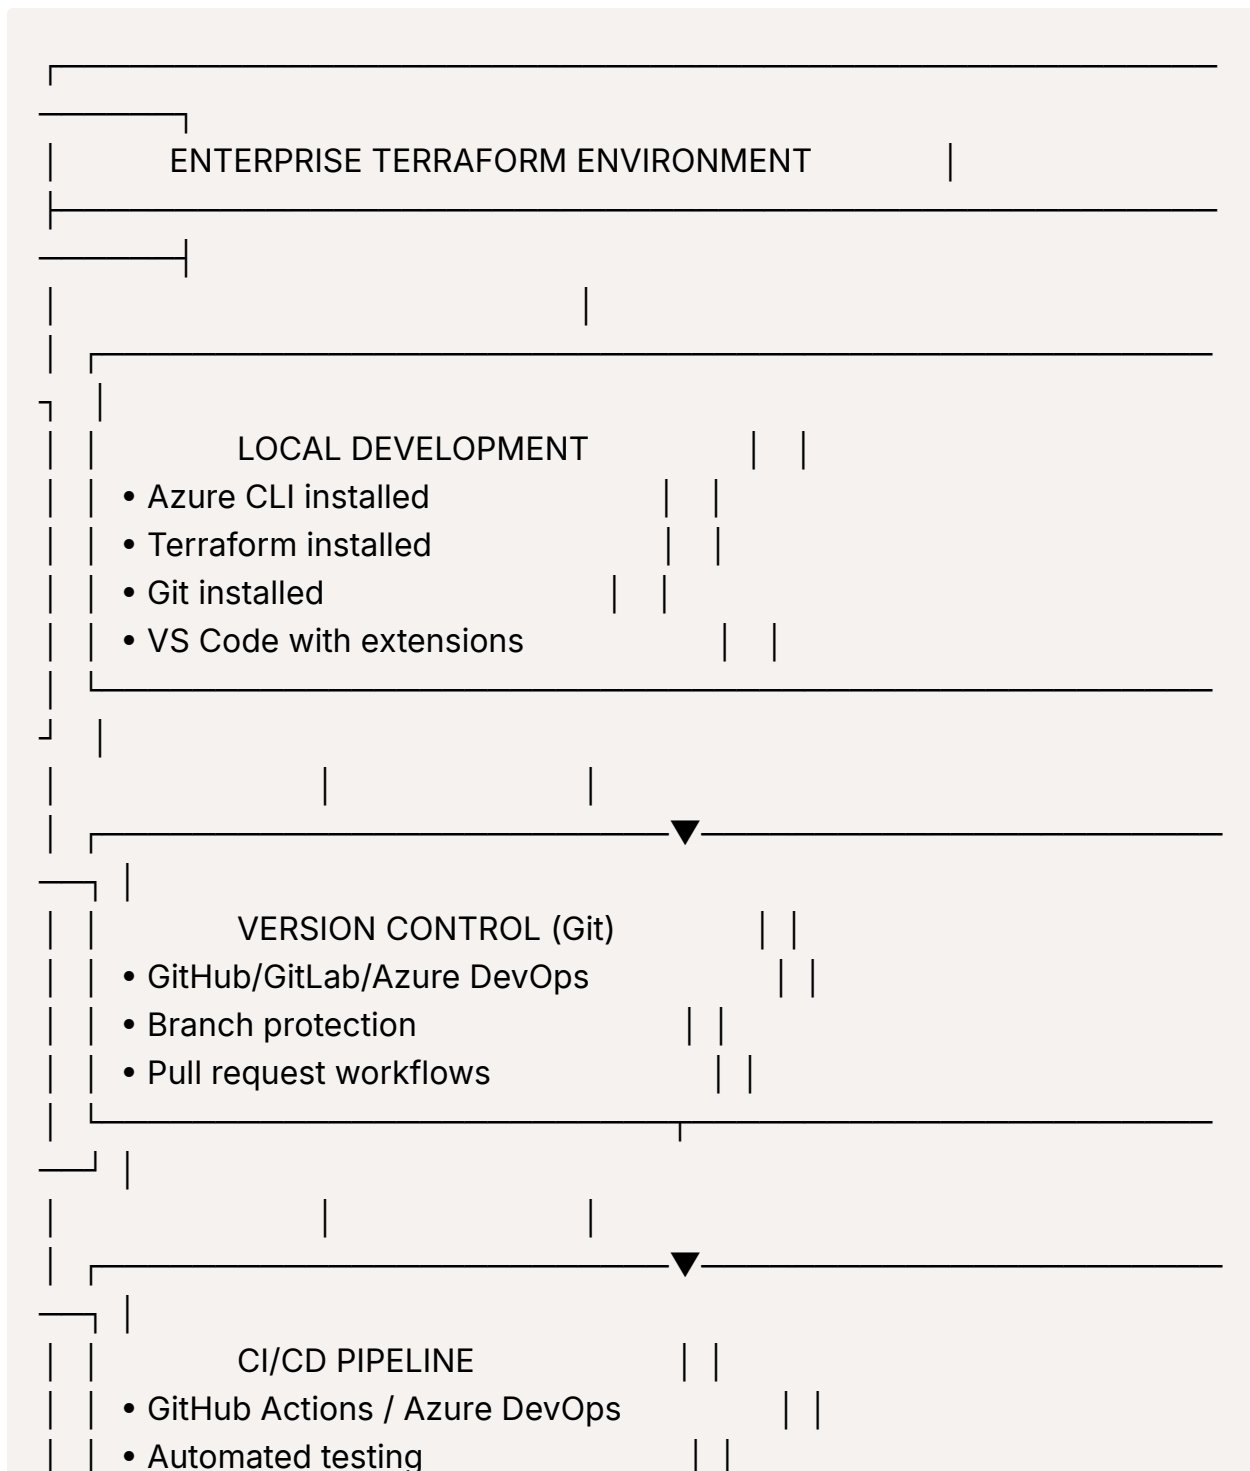 ENTERPRISE TERRAFORM ENVIRONMENT
LOCAL DEVELOPMENT
• Azure CLI installed
• Terraform installed
• Git installed
• VS Code with extensions
VERSION CONTROL (Git)
• GitHub/GitLab/Azure DevOps
• Branch protection
• Pull request workflows
CI/CD PIPELINE
• GitHub Actions / Azure DevOps
• Automated testing